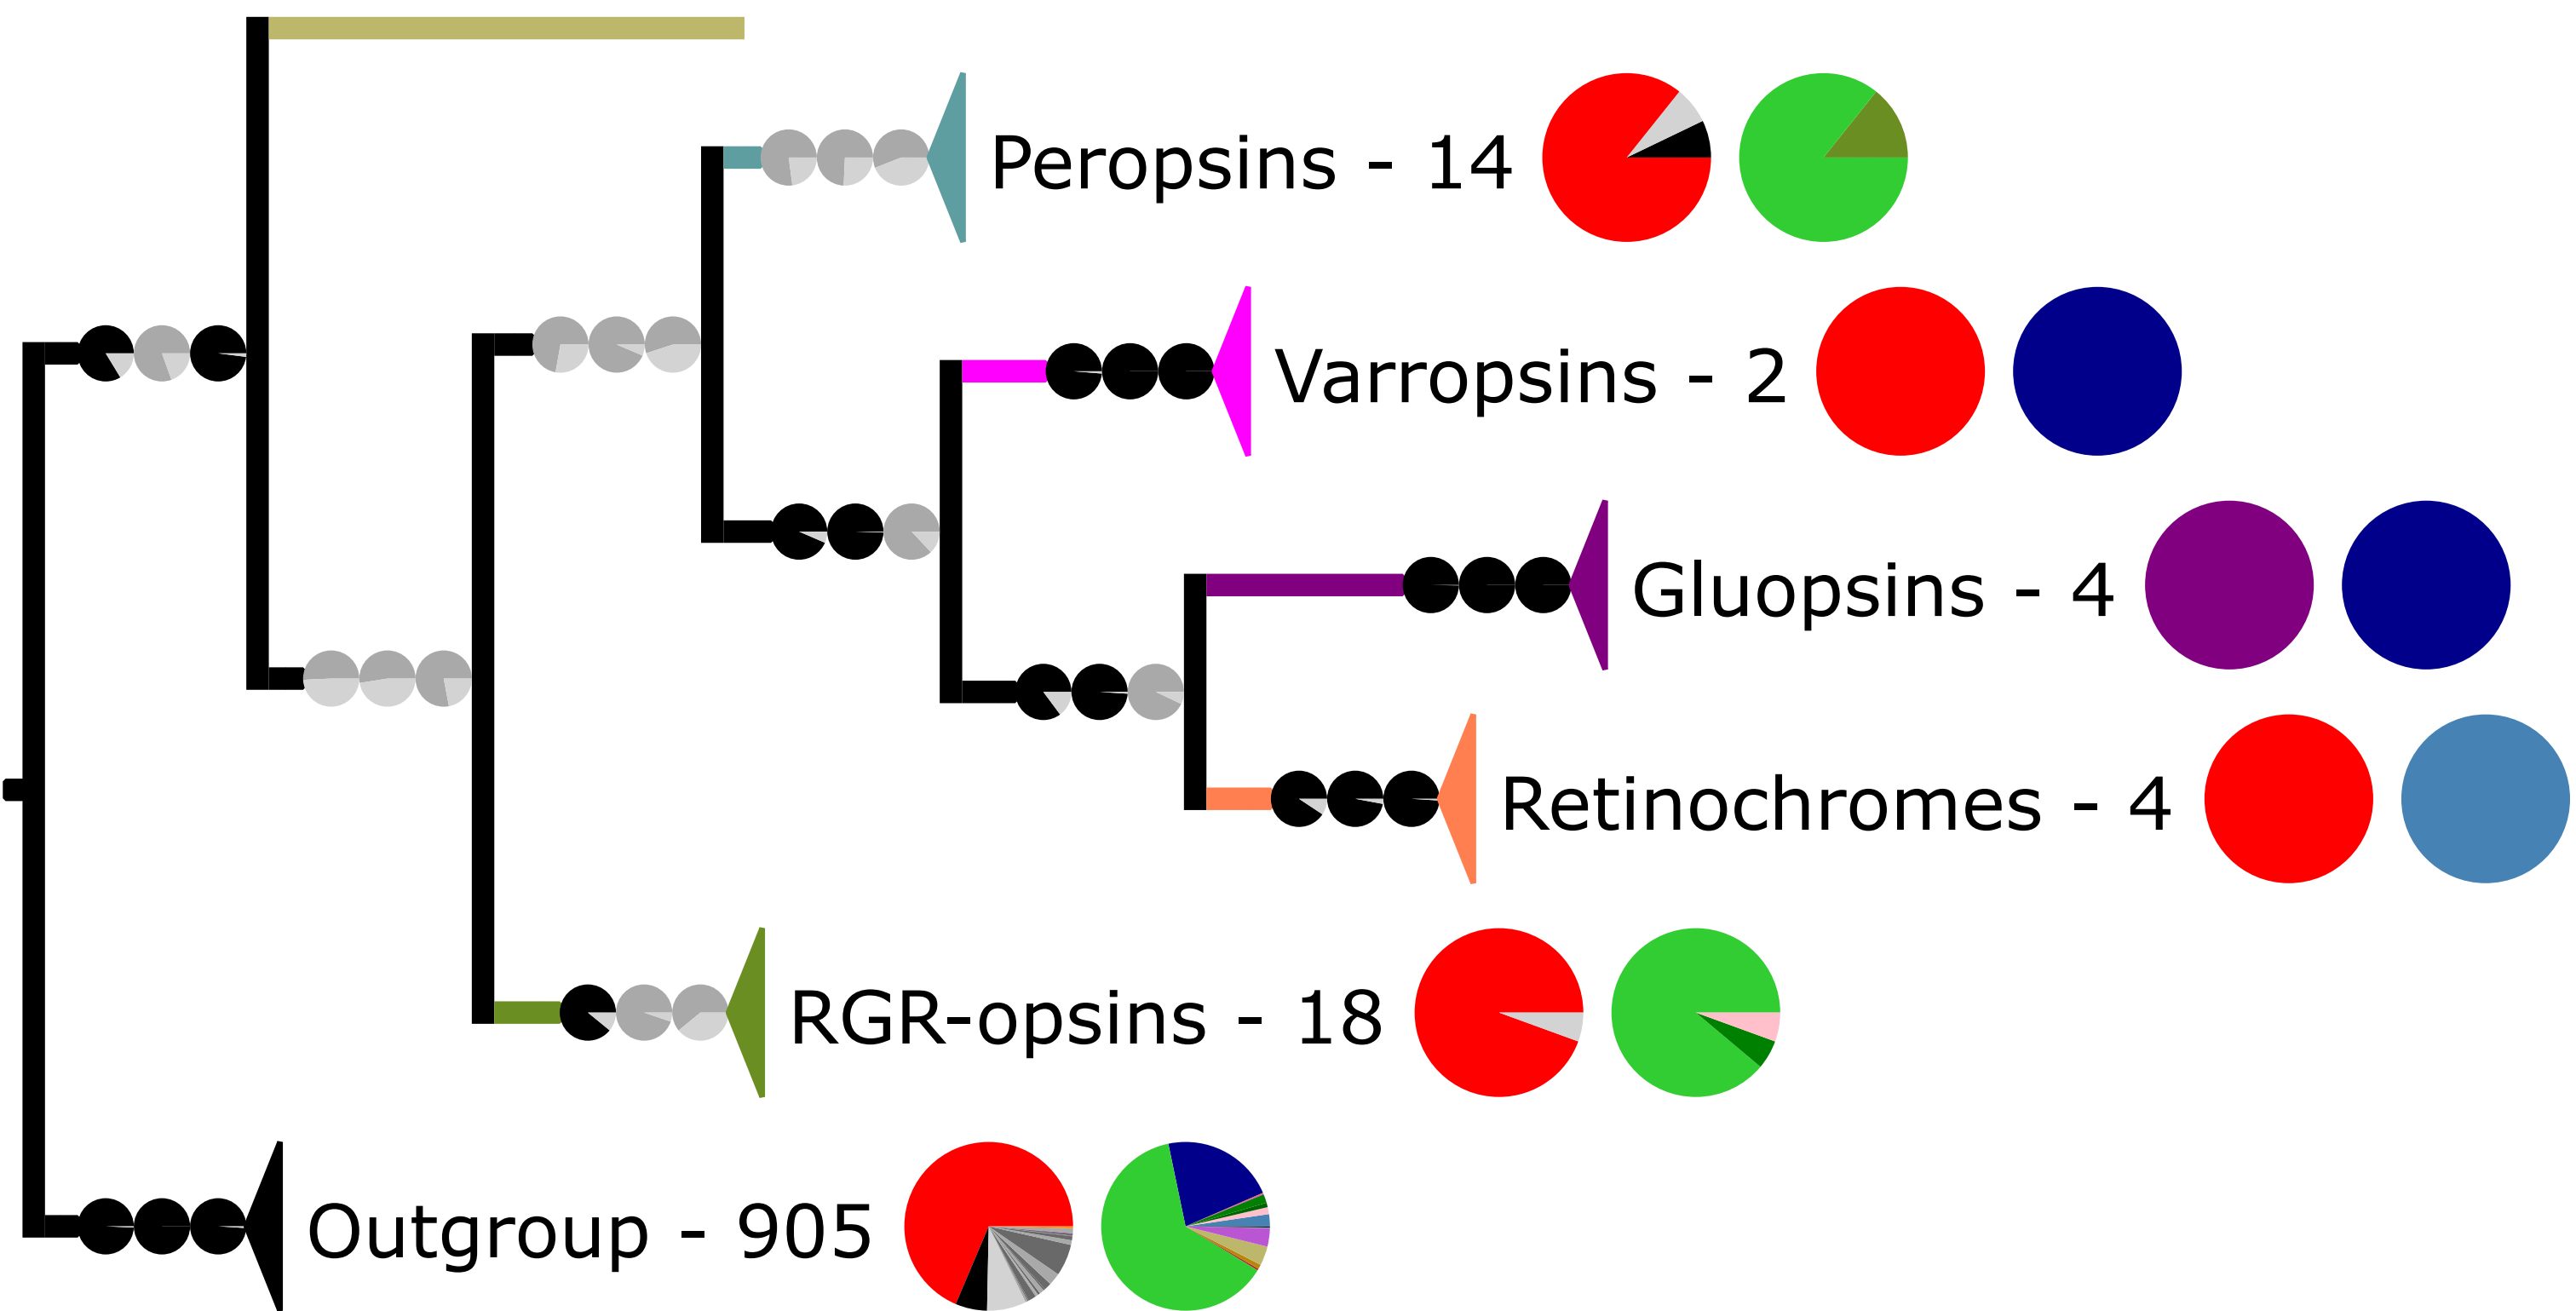 Peropsins - 14
Varropsins - 2
Gluopsins - 4
Retinochromes - 4
RGR-opsins - 18
Outgroup - 905